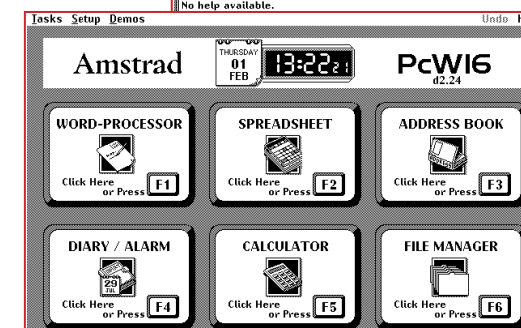 No help available.
Tasks Setup Demos Undo
Amstrad
THURSDAY
01
FEB
13:22 21
PcW16
d2.24
WORD-PROCESSOR
Click Here
or Press F1
SPREADSHEET
Click Here
or Press F2
ADDRESS BOOK
Click Here
or Press F3
DIARY / ALARM
29
JUL
Click Here
or Press F4
CALCULATOR
Click Here
or Press F5
FILE MANAGER
Click Here
or Press F6